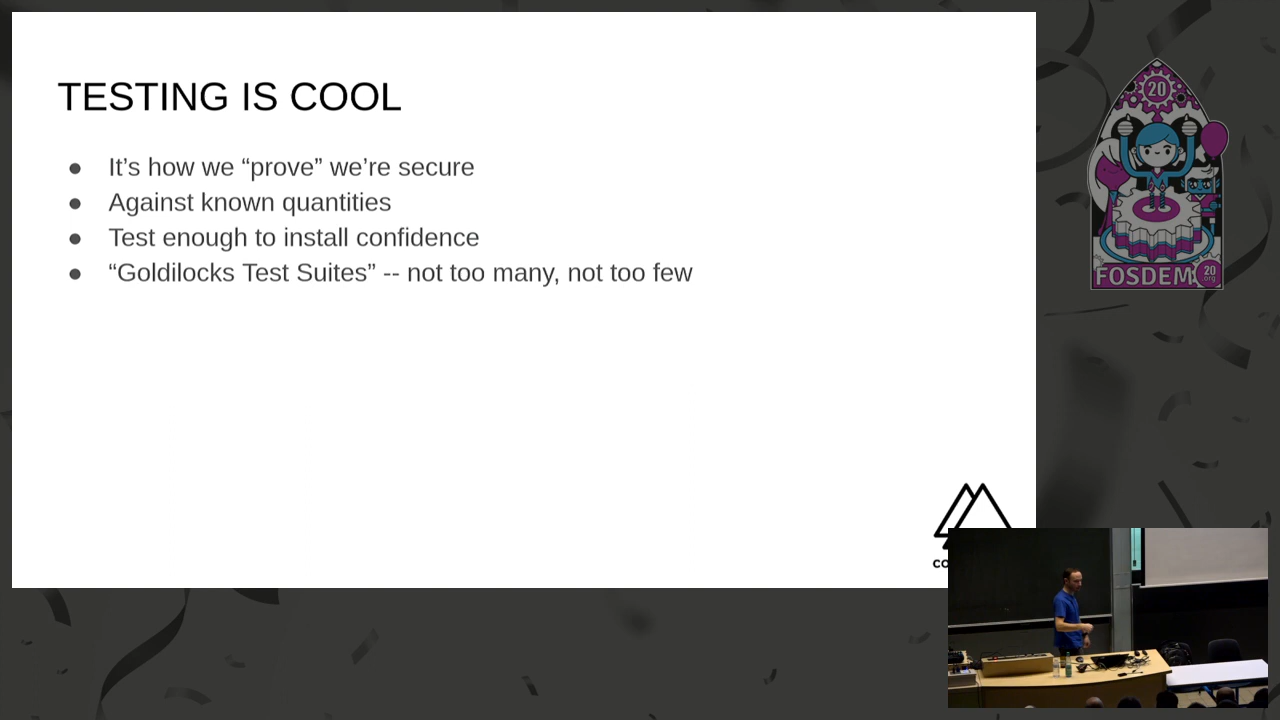 TESTING IS COOL
● It’s how we “prove” we’re secure
● Against known quantities
● Test enough to install confidence
● “Goldilocks Test Suites” -- not too many, not too few
20
FOSDEM
20
org